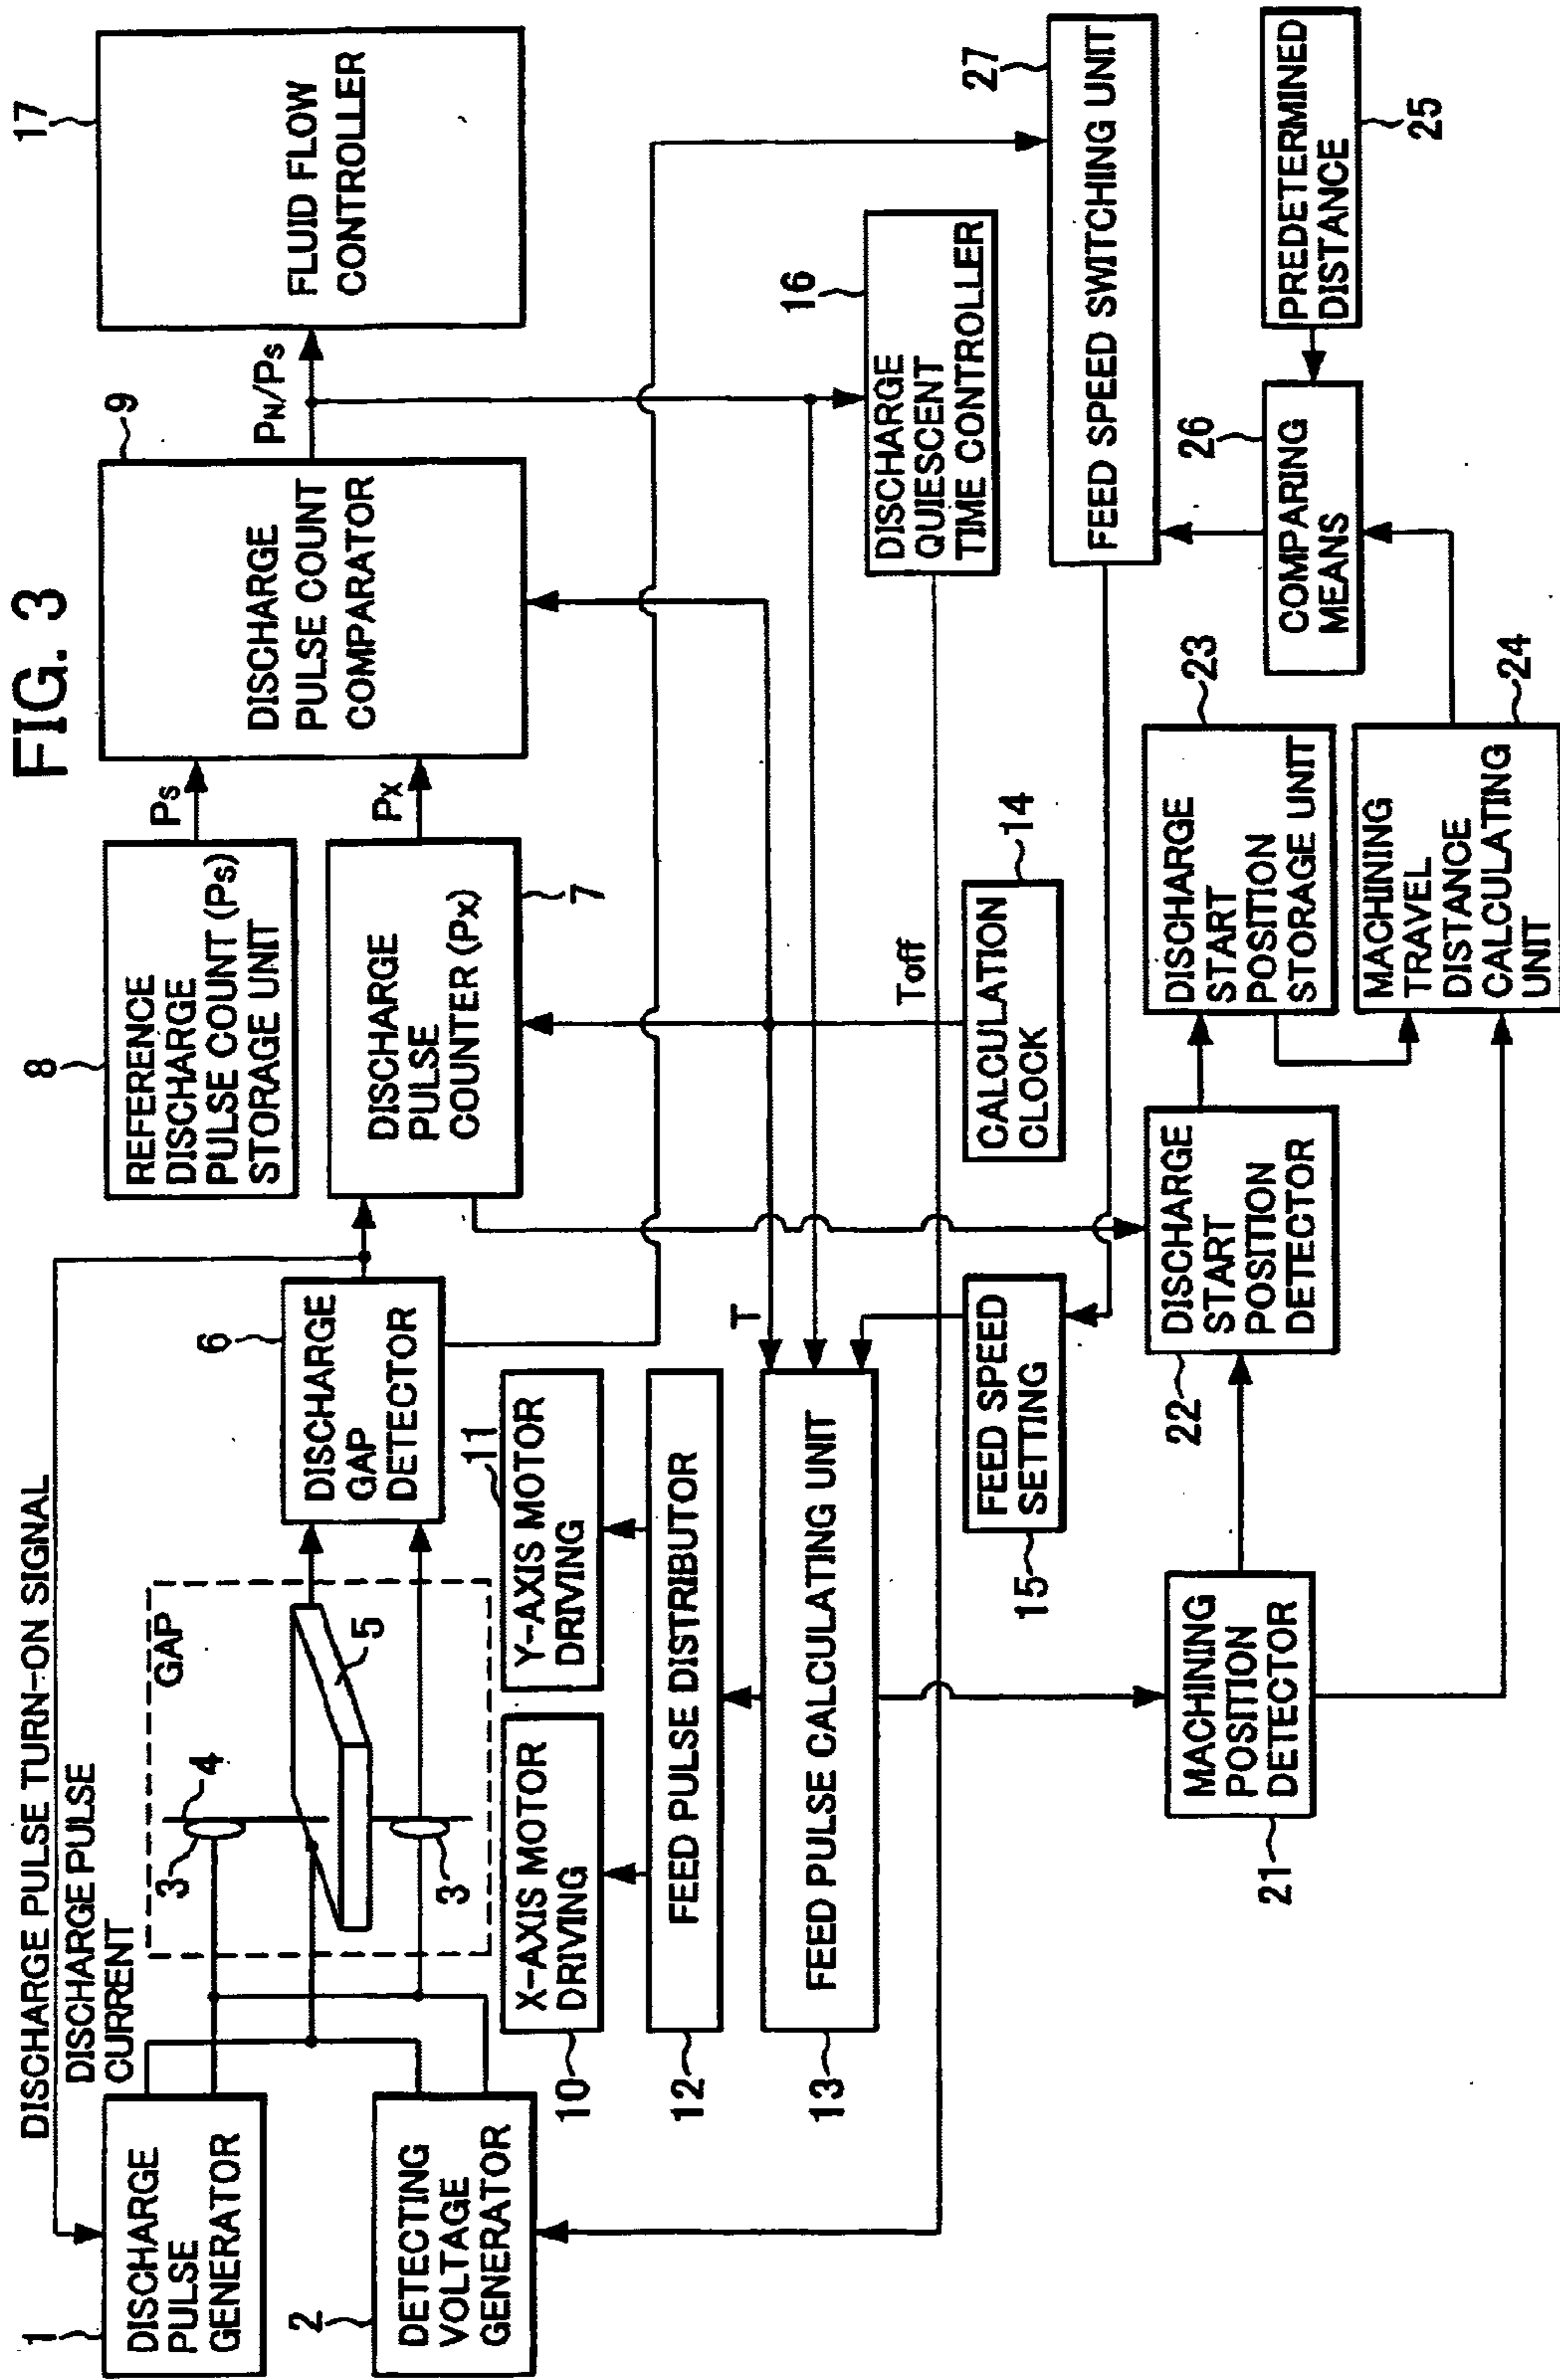 FIG. 3
DISCHARGE PULSE TURN-ON SIGNAL
DISCHARGE PULSE
CURRENT
1
DISCHARGE
PULSE
GENERATOR
2
DETECTING
VOLTAGE
GENERATOR
GAP
3
4
5
3
6
DISCHARGE
GAP
DETECTOR
8
REFERENCE
DISCHARGE
PULSE COUNT (Ps)
STORAGE UNIT
Ps
DISCHARGE
PULSE
COUNTER (Px)
7
Px
9
DISCHARGE
PULSE COUNT
COMPARATOR
PN/Ps
17
FLUID FLOW
CONTROLLER
10
X-AXIS MOTOR
DRIVING
11
Y-AXIS MOTOR
DRIVING
12
FEED PULSE DISTRIBUTOR
13
FEED PULSE CALCULATING UNIT
T
Toff
CALCULATION
CLOCK
14
15
FEED SPEED
SETTING
16
DISCHARGE
QUIESCENT
TIME CONTROLLER
27
FEED SPEED SWITCHING UNIT
21
MACHINING
POSITION
DETECTOR
22
DISCHARGE
START
POSITION
DETECTOR
23
DISCHARGE
START
POSITION
STORAGE UNIT
24
MACHINING
TRAVEL
DISTANCE
CALCULATING
UNIT
26
COMPARING
MEANS
PREDETERMINED
DISTANCE
25